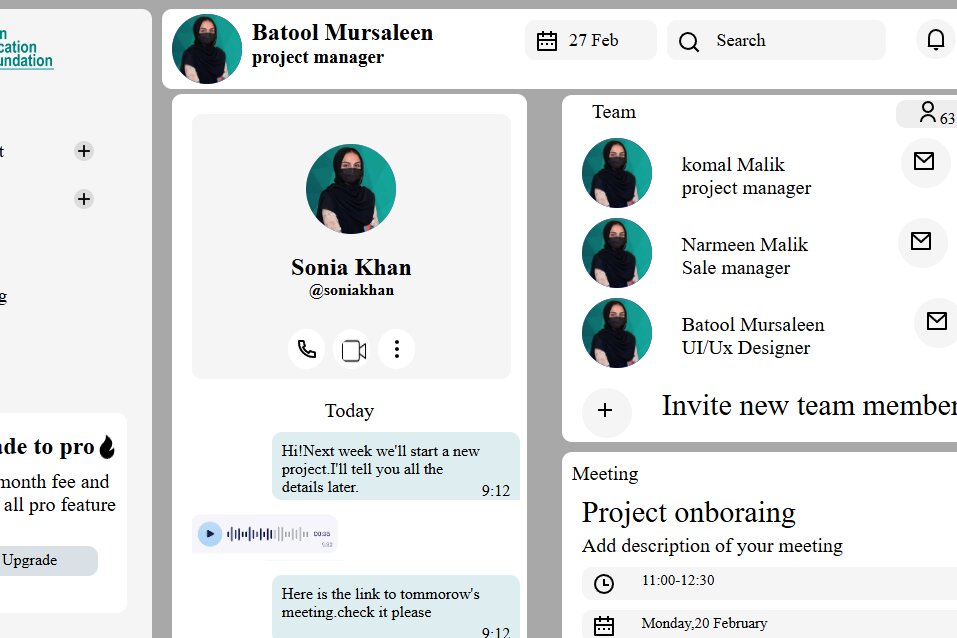 n
cation
undation
t
g
de to pro
month fee and
all pro feature
Upgrade
Batool Mursaleen
project manager
27 Feb
Search
Sonia Khan
@soniakhan
Today
Hi!Next week we'll start a new
project.I'll tell you all the
details later.
9:12
00:35
Here is the link to tommorow's
meeting.check it please
9:12
Team
63
komal Malik
project manager
Narmeen Malik
Sale manager
Batool Mursaleen
UI/Ux Designer
Invite new team member
Meeting
Project onboraing
Add description of your meeting
11:00-12:30
Monday,20 February